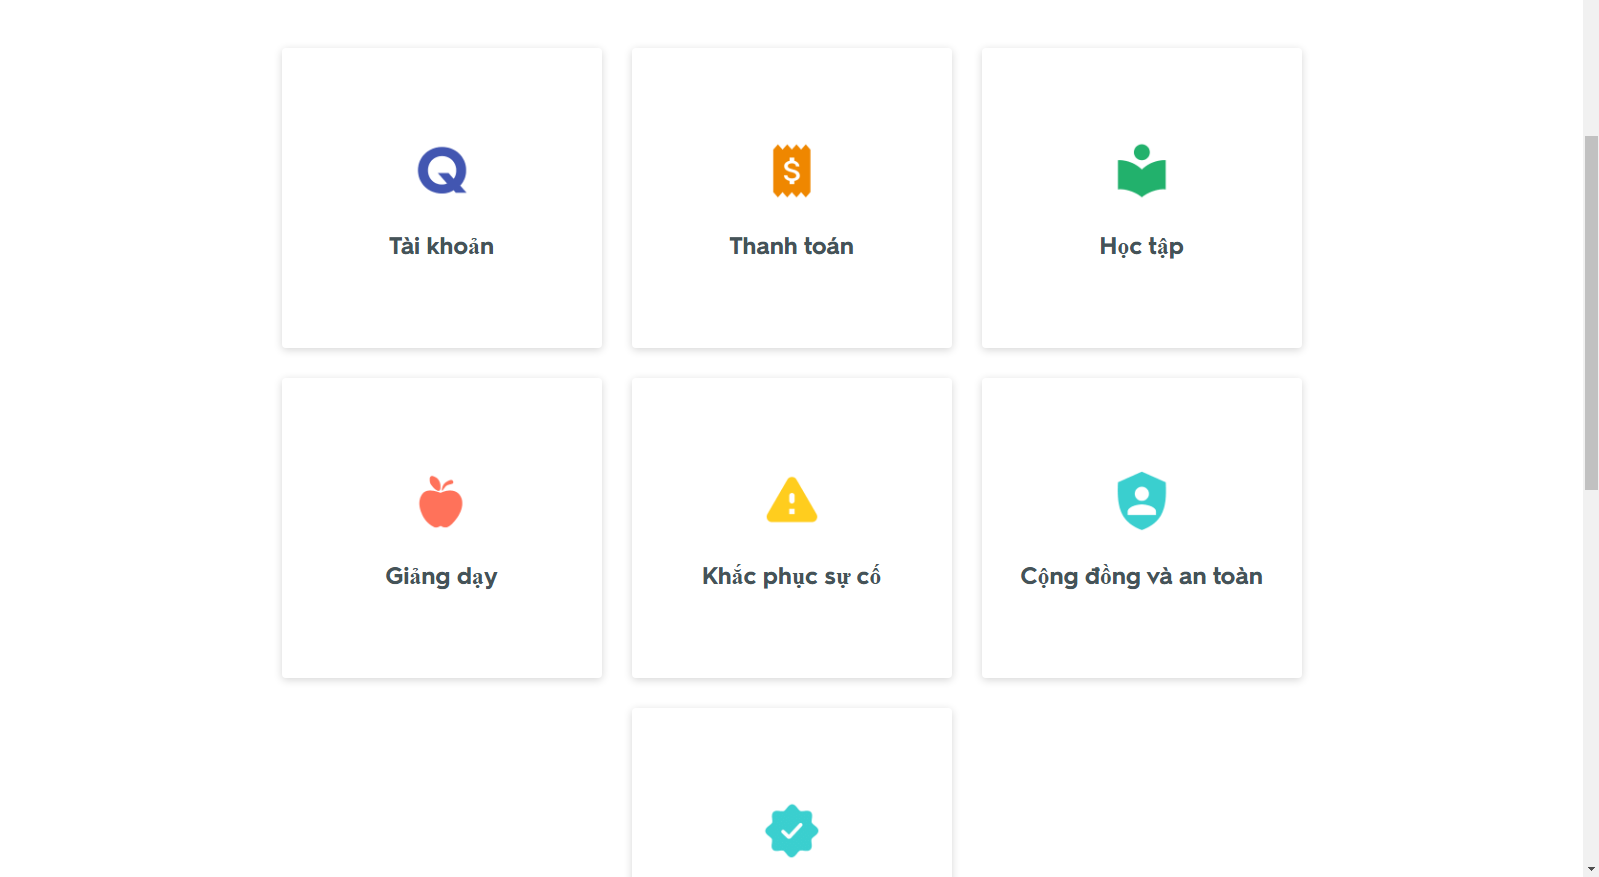 Tài khoản
Thanh toán
Học tập
Giảng dạy
Khắc phục sự cố
Cộng đồng và an toàn